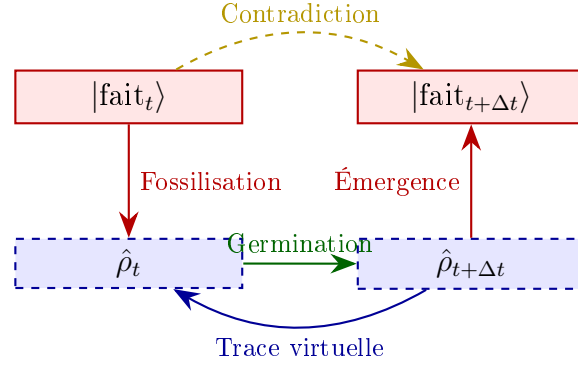 Contradiction
|fait_t⟩
|fait_{t+Δt}⟩
Fossilisation
Émergence
Germination
ρ̂_t
ρ̂_{t+Δt}
Trace virtuelle